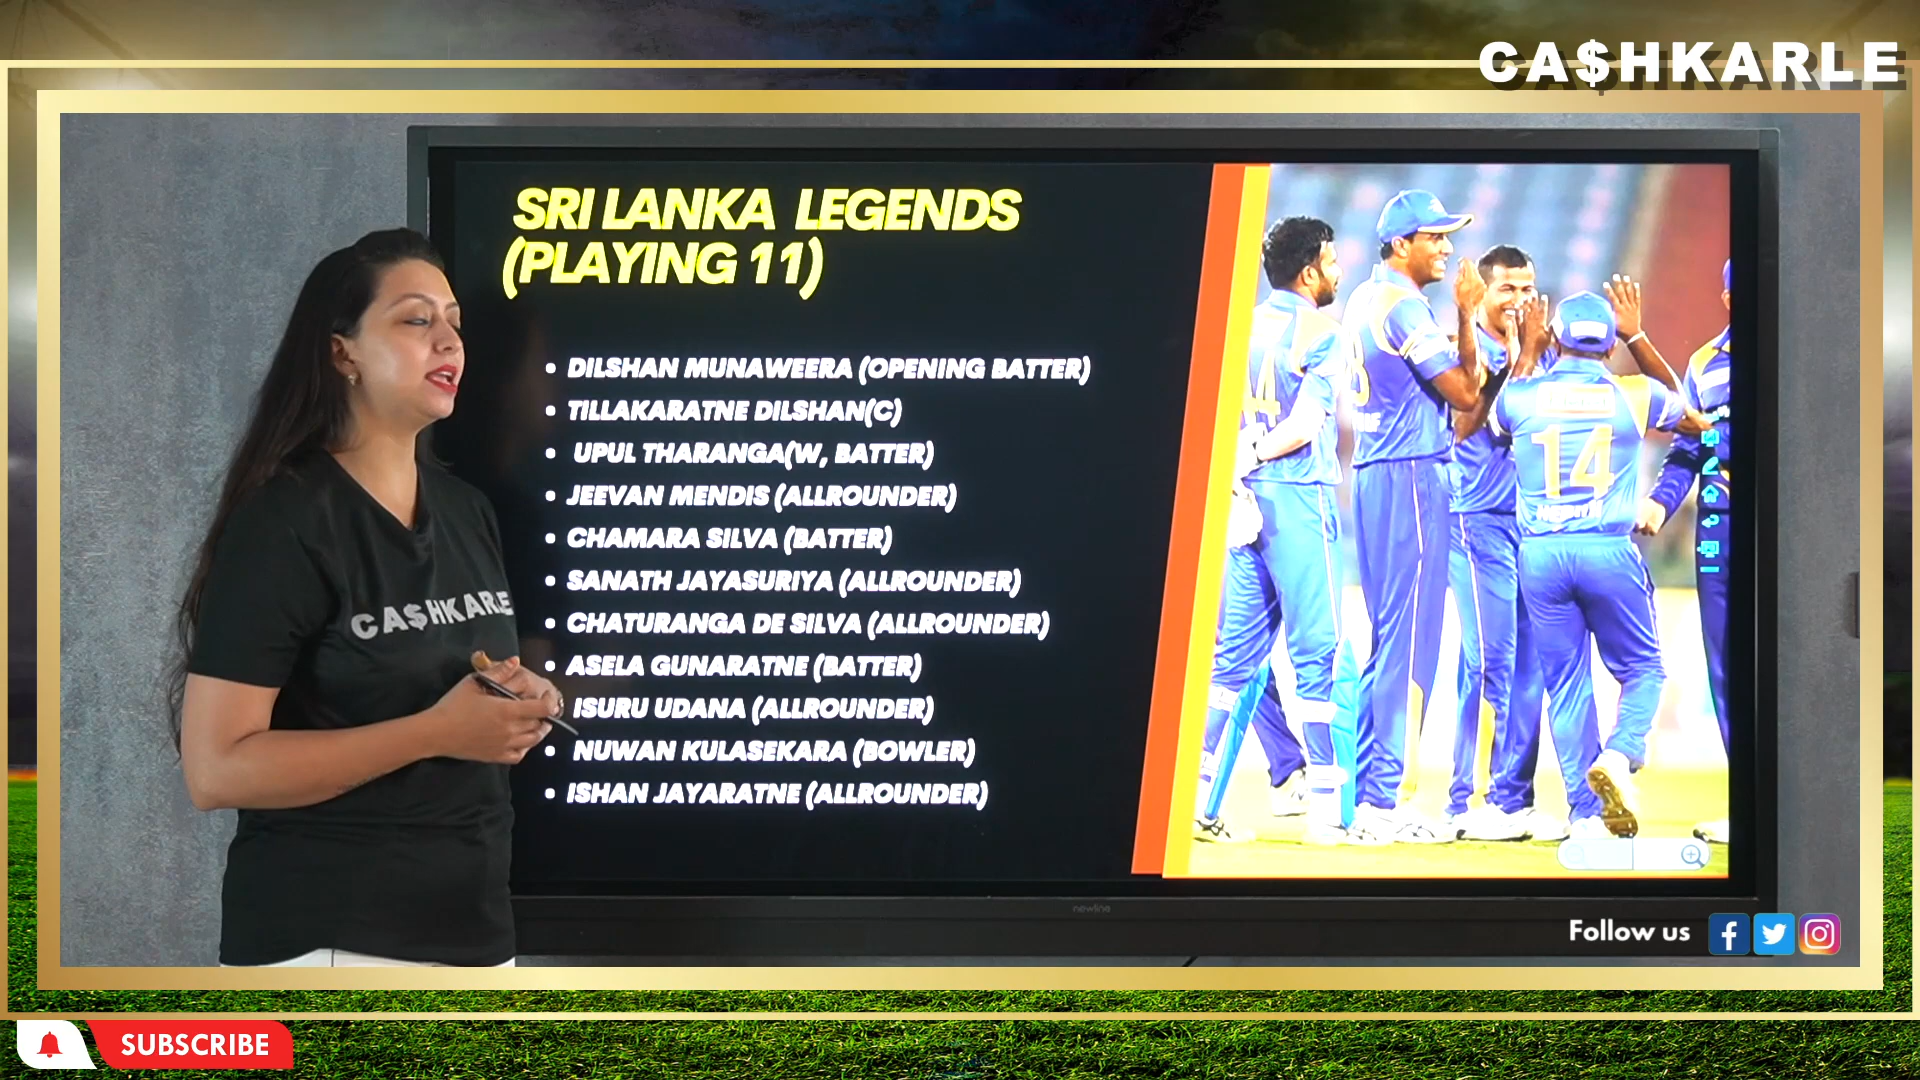 CA$HKARLE
SRI LANKA LEGENDS
(PLAYING 11)
• DILSHAN MUNAWEERA (OPENING BATTER)
• TILLAKARATNE DILSHAN(C)
• UPUL THARANGA(W, BATTER)
• JEEVAN MENDIS (ALLROUNDER)
• CHAMARA SILVA (BATTER)
• SANATH JAYASURIYA (ALLROUNDER)
• CHATURANGA DE SILVA (ALLROUNDER)
• ASELA GUNARATNE (BATTER)
ISURU UDANA (ALLROUNDER)
• NUWAN KULASEKARA (BOWLER)
• ISHAN JAYARATNE (ALLROUNDER)
CA$HKARLE
14
newline
Follow us
SUBSCRIBE